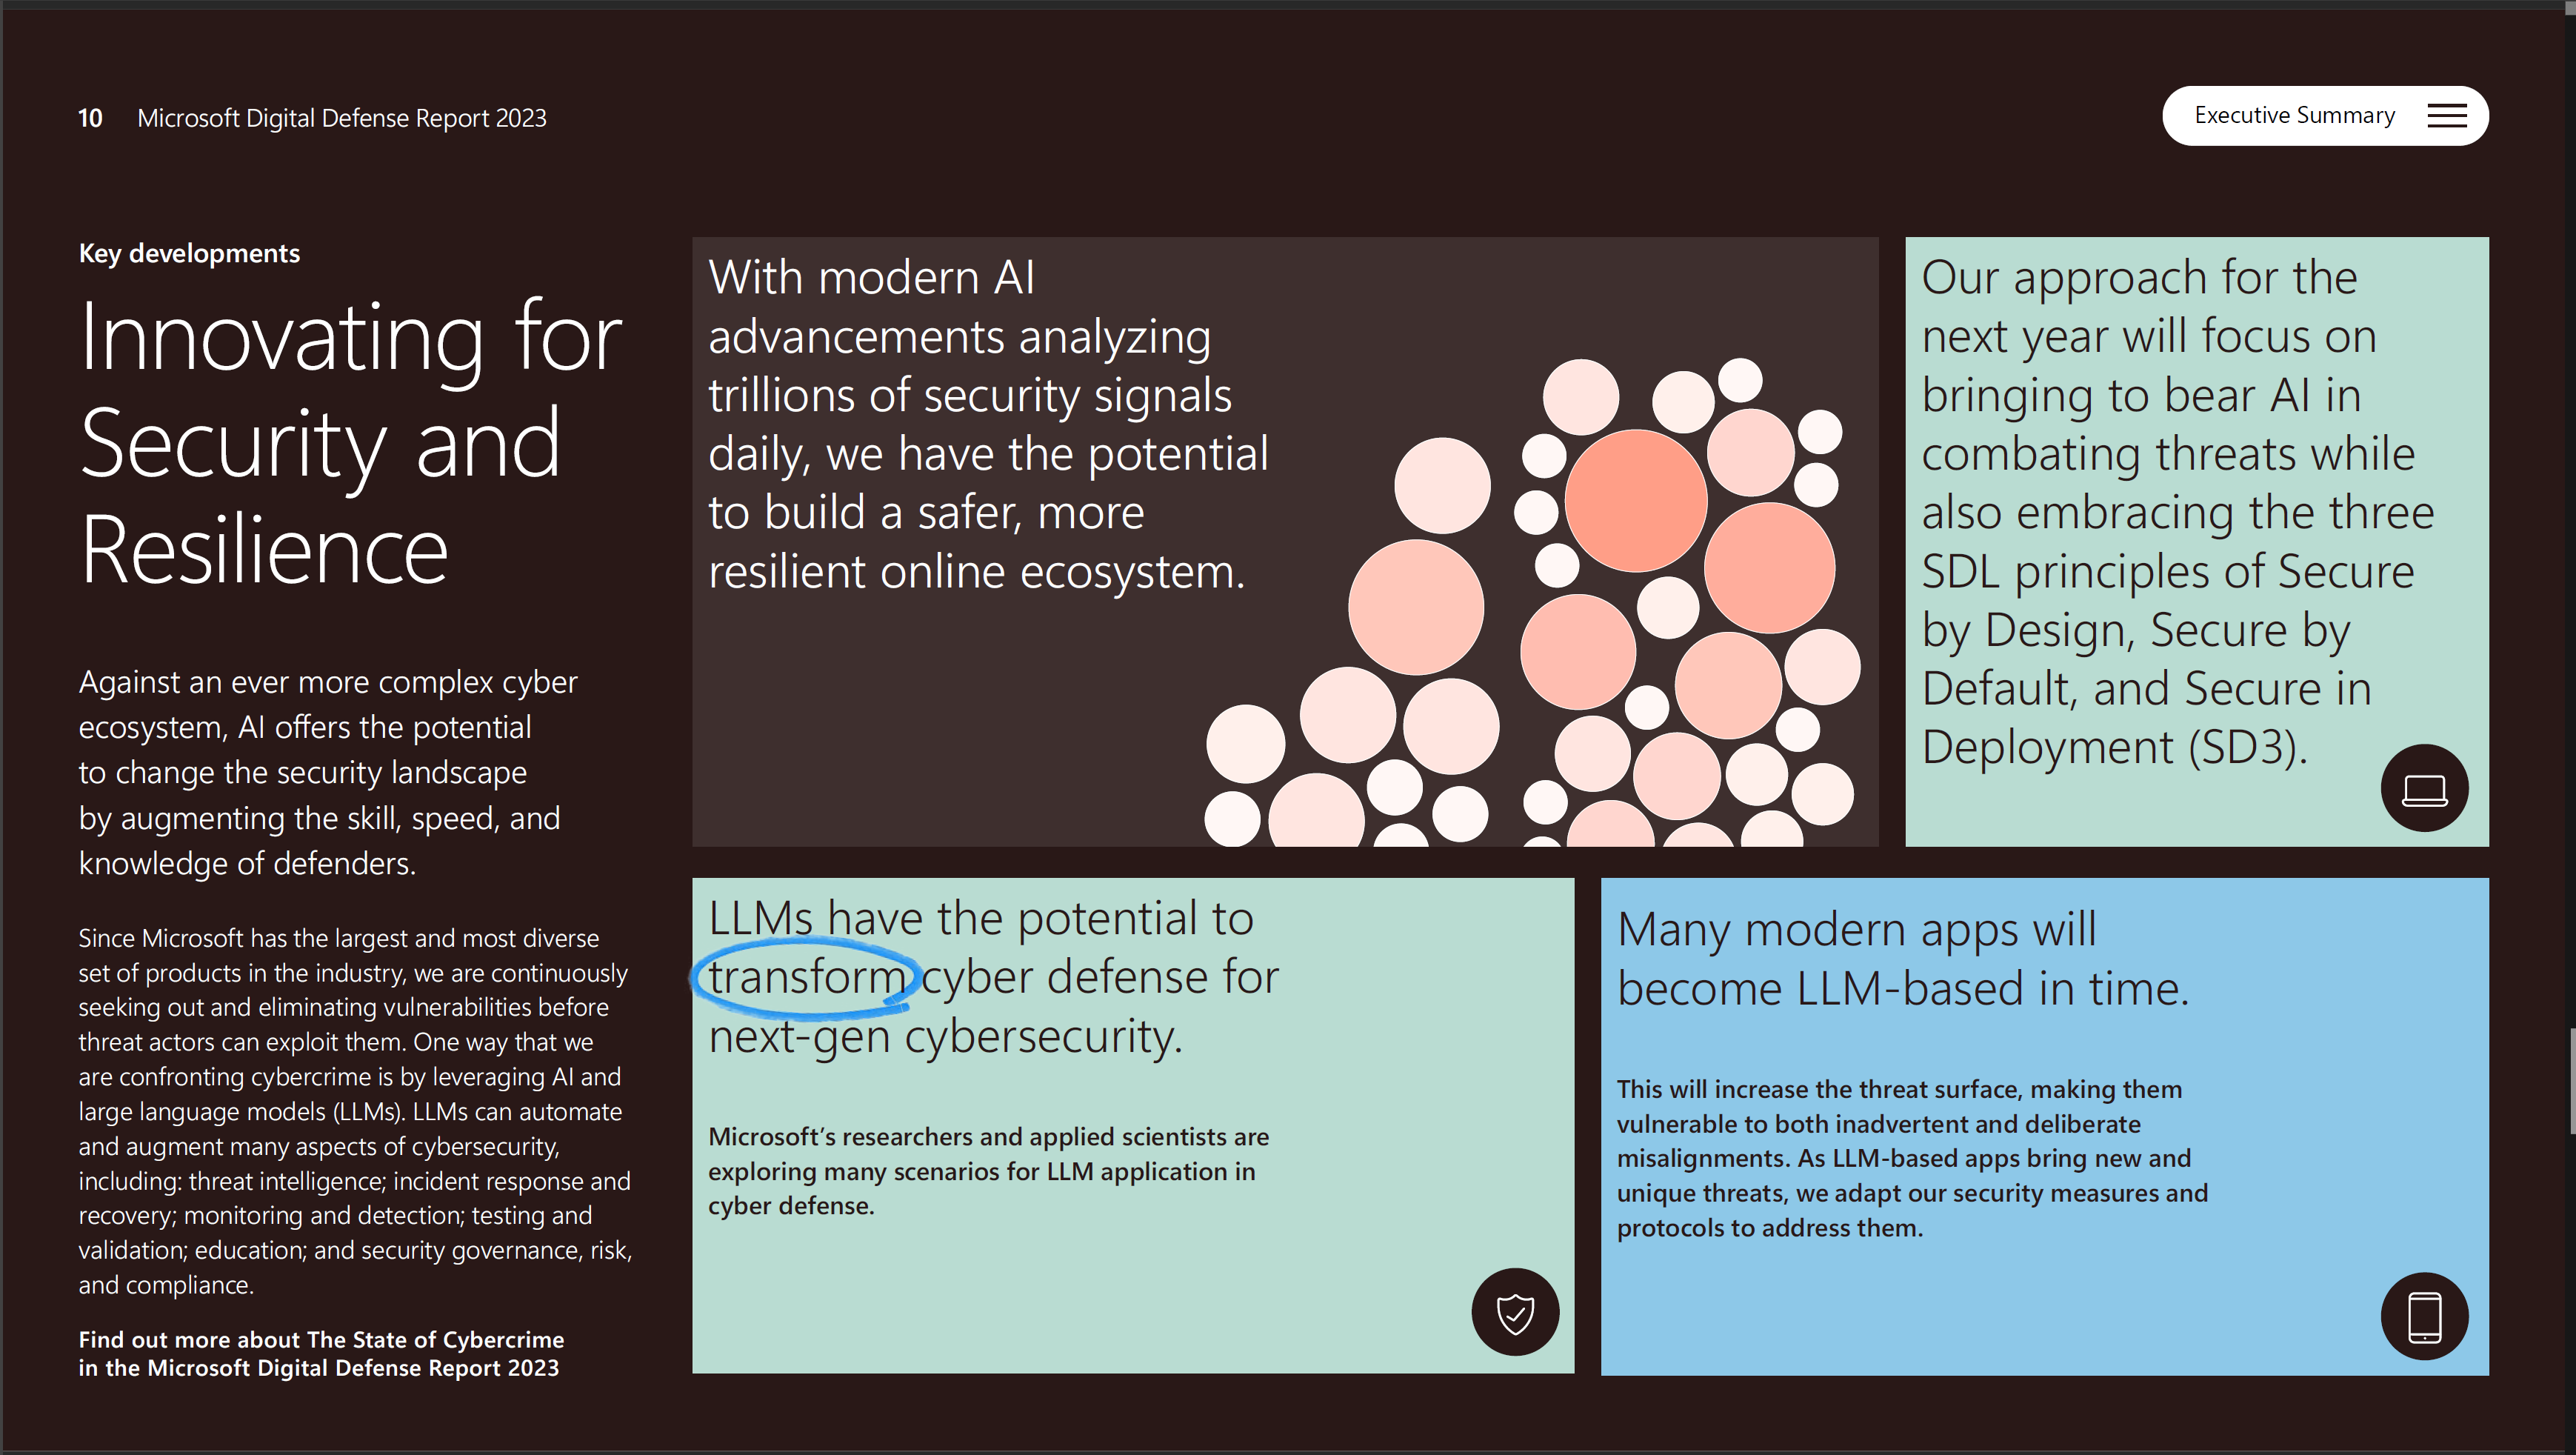 10 Microsoft Digital Defense Report 2023
Executive Summary
Key developments
Innovating for
Security and
Resilience
Against an ever more complex cyber
ecosystem, AI offers the potential
to change the security landscape
by augmenting the skill, speed, and
knowledge of defenders.
Since Microsoft has the largest and most diverse
set of products in the industry, we are continuously
seeking out and eliminating vulnerabilities before
threat actors can exploit them. One way that we
are confronting cybercrime is by leveraging AI and
large language models (LLMs). LLMs can automate
and augment many aspects of cybersecurity,
including: threat intelligence; incident response and
recovery; monitoring and detection; testing and
validation; education; and security governance, risk,
and compliance.
Find out more about The State of Cybercrime
in the Microsoft Digital Defense Report 2023
With modern AI
advancements analyzing
trillions of security signals
daily, we have the potential
to build a safer, more
resilient online ecosystem.
Our approach for the
next year will focus on
bringing to bear AI in
combating threats while
also embracing the three
SDL principles of Secure
by Design, Secure by
Default, and Secure in
Deployment (SD3).
LLMs have the potential to
transform cyber defense for
next-gen cybersecurity.
Microsoft’s researchers and applied scientists are
exploring many scenarios for LLM application in
cyber defense.
Many modern apps will
become LLM-based in time.
This will increase the threat surface, making them
vulnerable to both inadvertent and deliberate
misalignments. As LLM-based apps bring new and
unique threats, we adapt our security measures and
protocols to address them.